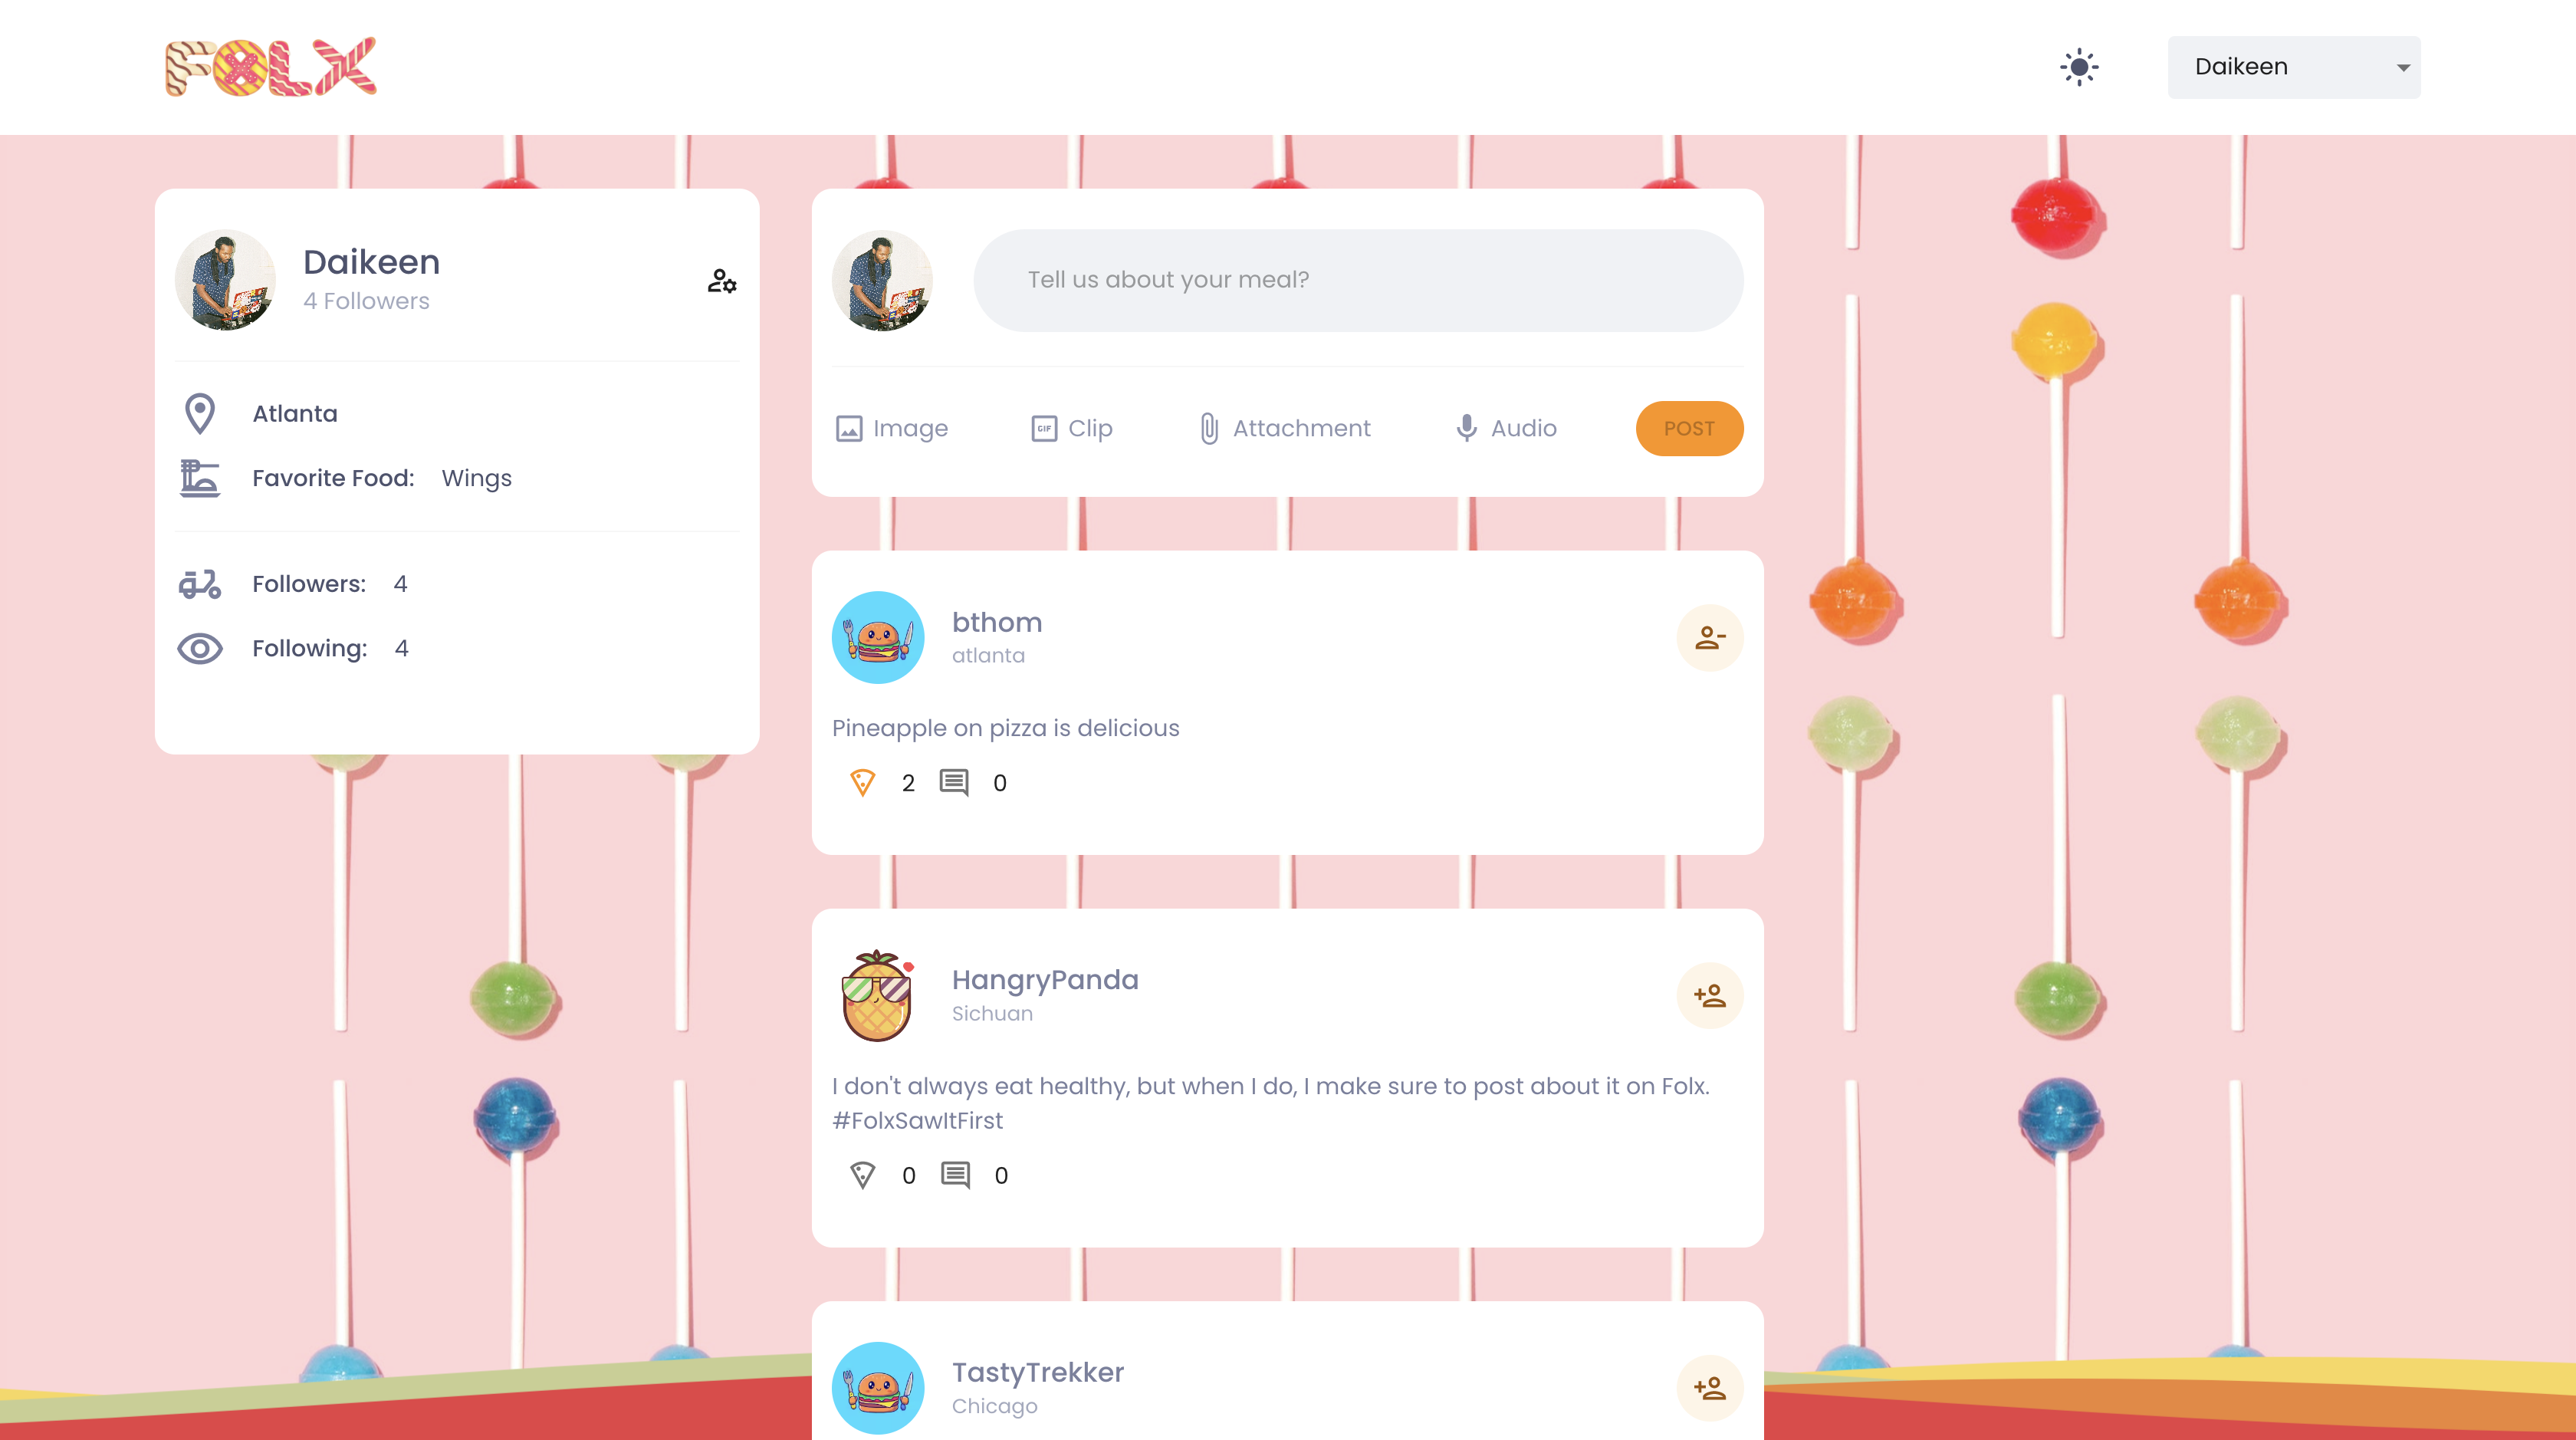 FOLX
Daikeen
Daikeen
4 Followers
Atlanta
Favorite Food: Wings
Followers: 4
Following: 4
Tell us about your meal?
Image
GIF
Clip
Attachment
Audio
POST
bthom
atlanta
Pineapple on pizza is delicious
2
0
HangryPanda
Sichuan
I don't always eat healthy, but when I do, I make sure to post about it on Folx.
#FolxSawItFirst
0
0
TastyTrekker
Chicago